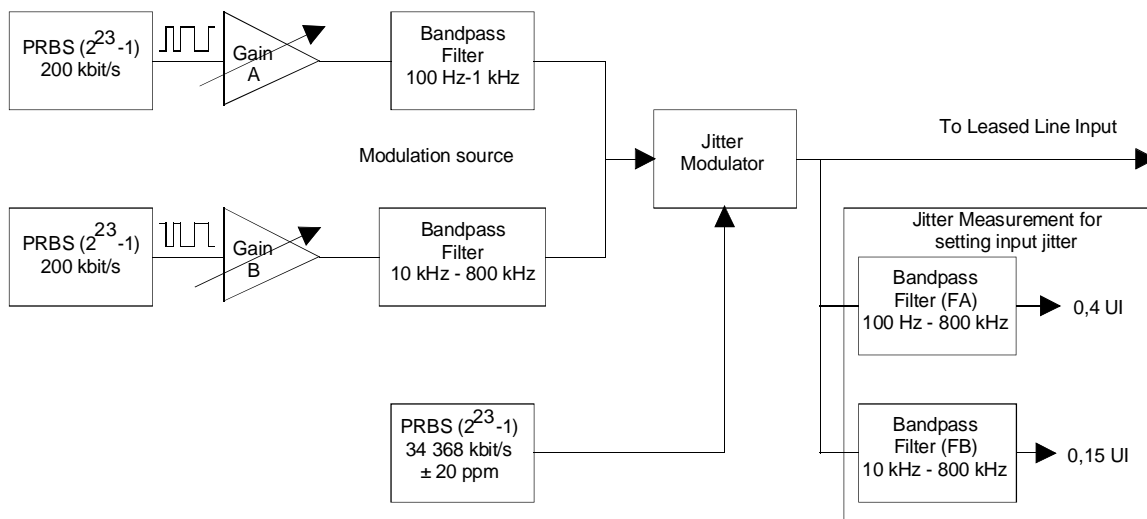 PRBS (2^23-1)
200 kbit/s
Gain
A
Bandpass
Filter
100 Hz-1 kHz
Modulation source
Jitter
Modulator
To Leased Line Input
PRBS (2^23-1)
200 kbit/s
Gain
B
Bandpass
Filter
10 kHz - 800 kHz
Jitter Measurement for
setting input jitter
Bandpass
Filter (FA)
100 Hz - 800 kHz
0,4 UI
PRBS (2^23-1)
34 368 kbit/s
± 20 ppm
Bandpass
Filter (FB)
10 kHz - 800 kHz
0,15 UI